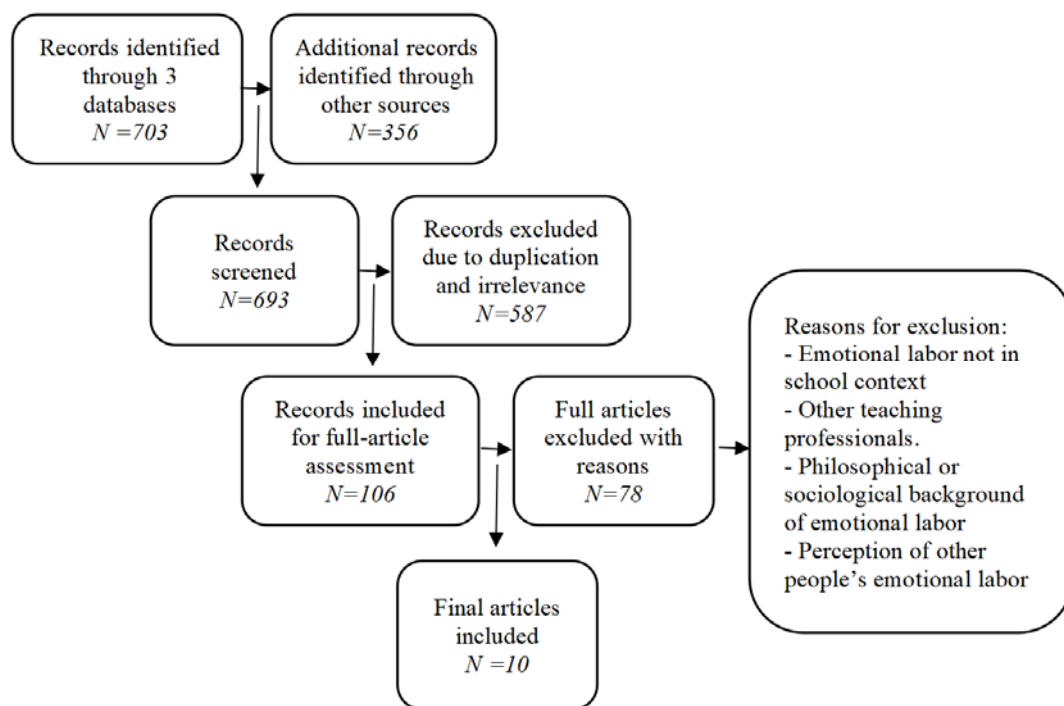 Records identified
through 3
databases
N =703
Additional records
identified through
other sources
N=356
Records
screened
N=693
Records excluded
due to duplication
and irrelevance
N=587
Records included
for full-article
assessment
N=106
Full articles
excluded with
reasons
N=78
Reasons for exclusion:
- Emotional labor not in
school context
- Other teaching
professionals.
- Philosophical or
sociological background
of emotional labor
- Perception of other
people’s emotional labor
Final articles
included
N =10